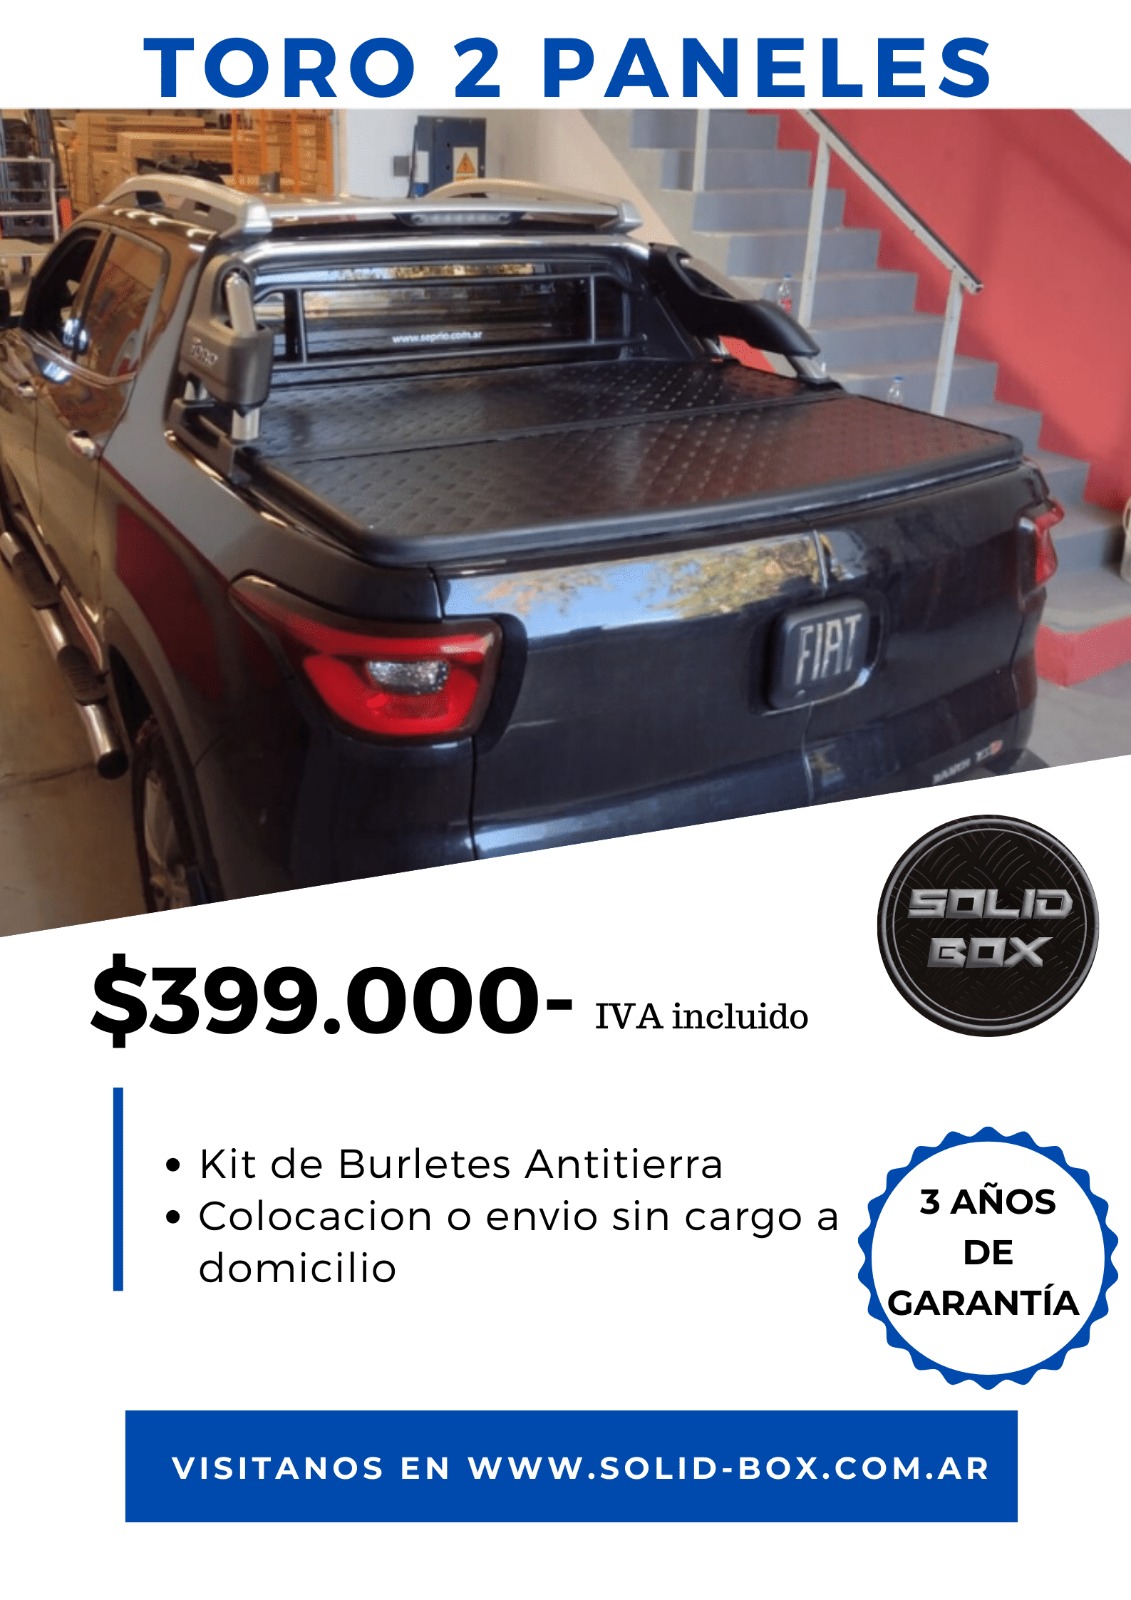 TORO 2 PANELES
www.seprio.com.ar
FIAT
SOLID
BOX
$399.000- IVA incluido
• Kit de Burletes Antitierra
• Colocacion o envio sin cargo a
domicilio
3 AÑOS
DE
GARANTÍA
VISITANOS EN WWW.SOLID-BOX.COM.AR